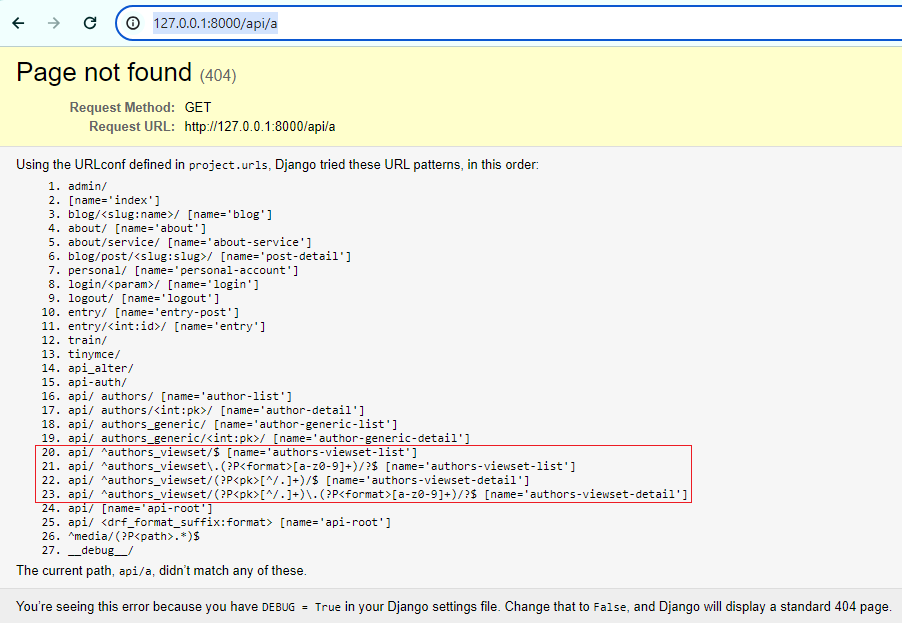 127.0.0.1:8000/api/a
Page not found (404)
Request Method: GET
Request URL: http://127.0.0.1:8000/api/a
Using the URLconf defined in project.urls, Django tried these URL patterns, in this order:
1. admin/
2. [name='index']
3. blog/<slug:name>/ [name='blog']
4. about/ [name='about']
5. about/service/ [name='about-service']
6. blog/post/<slug:slug>/ [name='post-detail']
7. personal/ [name='personal-account']
8. login/<param>/ [name='login']
9. logout/ [name='logout']
10. entry/ [name='entry-post']
11. entry/<int:id>/ [name='entry']
12. train/
13. tinymce/
14. api_alter/
15. api-auth/
16. api/ authors/ [name='author-list']
17. api/ authors/<int:pk>/ [name='author-detail']
18. api/ authors_generic/ [name='author-generic-list']
19. api/ authors_generic/<int:pk>/ [name='author-generic-detail']
20. api/ ^authors_viewset/$ [name='authors-viewset-list']
21. api/ ^authors_viewset\.(?P<format>[a-z0-9]+)/?$ [name='authors-viewset-list']
22. api/ ^authors_viewset/(?P<pk>[^/.]+)/$ [name='authors-viewset-detail']
23. api/ ^authors_viewset/(?P<pk>[^/.]+)\.(?P<format>[a-z0-9]+)/?$ [name='authors-viewset-detail']
24. api/ [name='api-root']
25. api/ <drf_format_suffix:format> [name='api-root']
26. ^media/(?P<path>.*)$
27. __debug__/
The current path, api/a, didn't match any of these.
You're seeing this error because you have DEBUG = True in your Django settings file. Change that to False, and Django will display a standard 404 page.